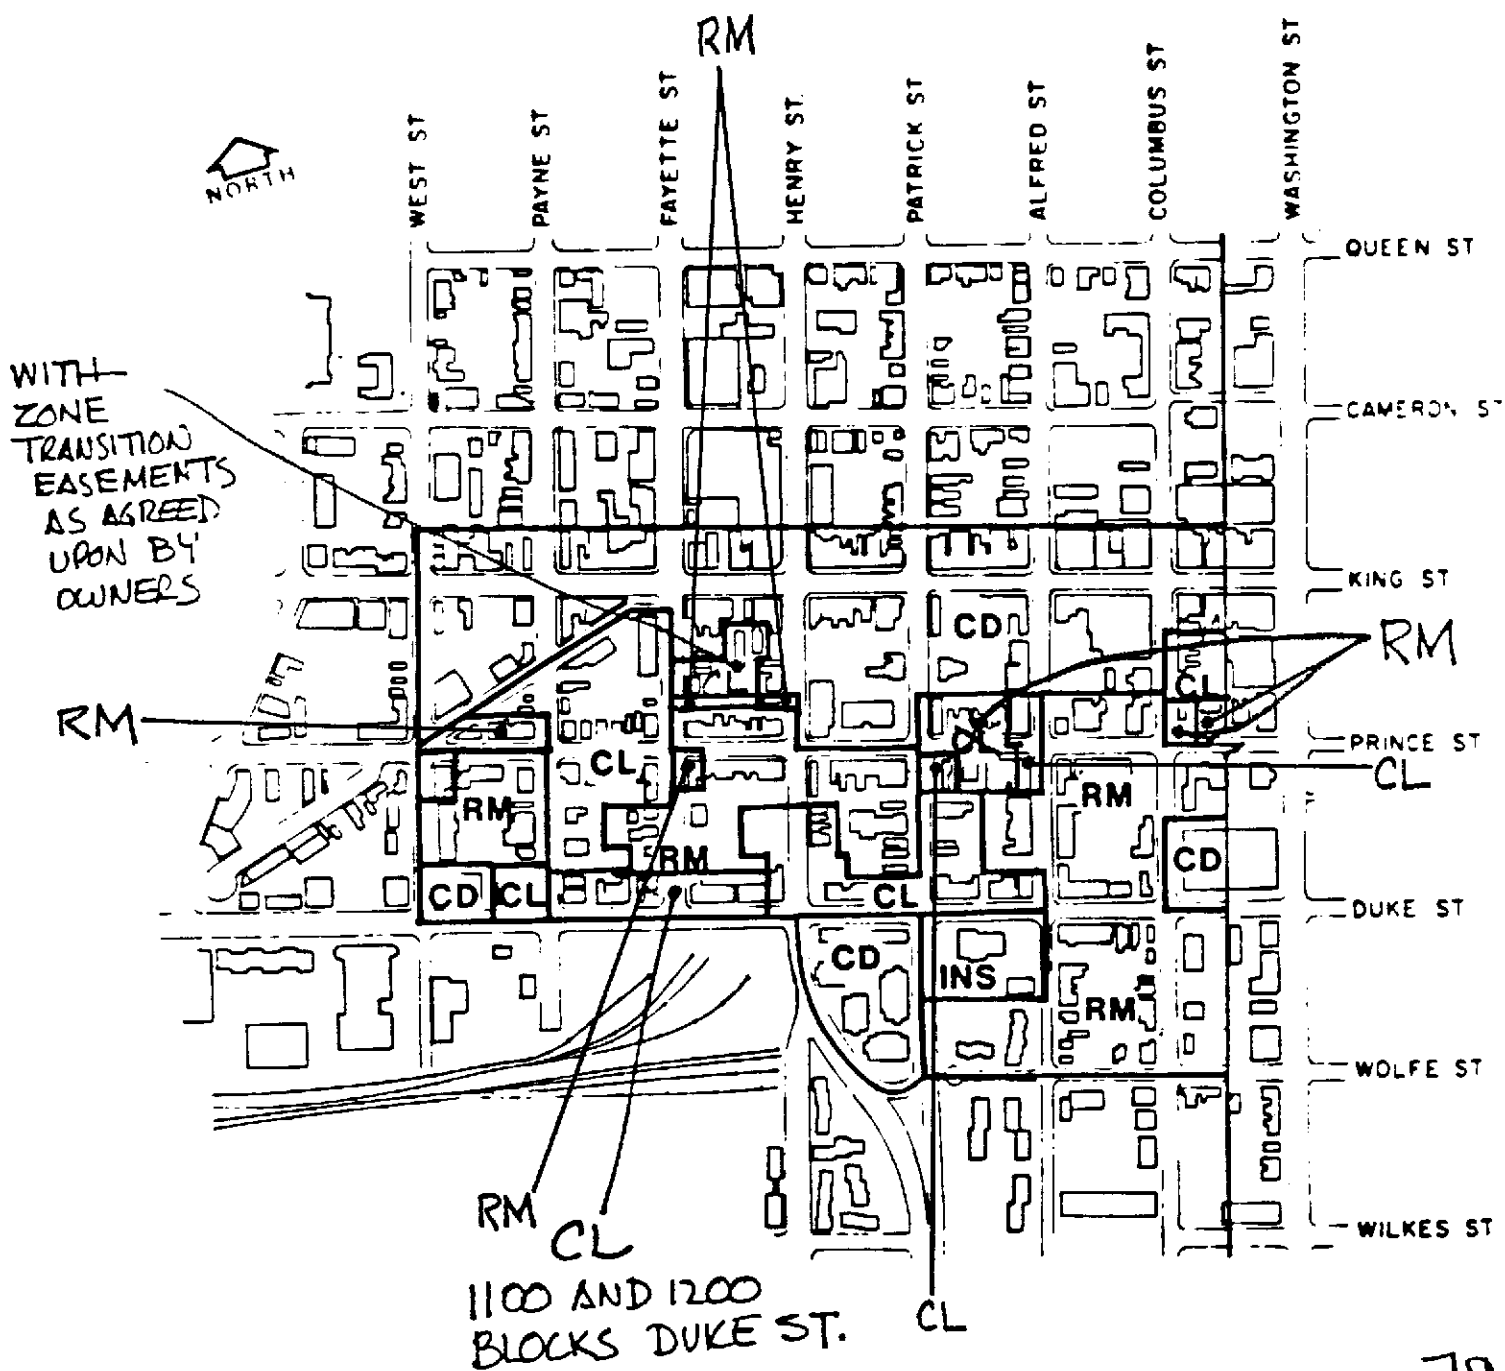 RM
WEST ST
PAYNE ST
FAYETTE ST
HENRY ST.
PATRICK ST
ALFRED ST
COLUMBUS ST
WASHINGTON ST
NORTH
QUEEN ST
WITH
ZONE
TRANSITION
EASEMENTS
AS AGREED
UPON BY
OWNERS
CAMERON ST
KING ST
CD
RM
CL
RM
PRINCE ST
CL
CL
RM
RM
RM
CD
CD
CL
CL
DUKE ST
CD
INS
RM
WOLFE ST
RM
CL
1100 AND 1200
BLOCKS DUKE ST.
CL
WILKES ST